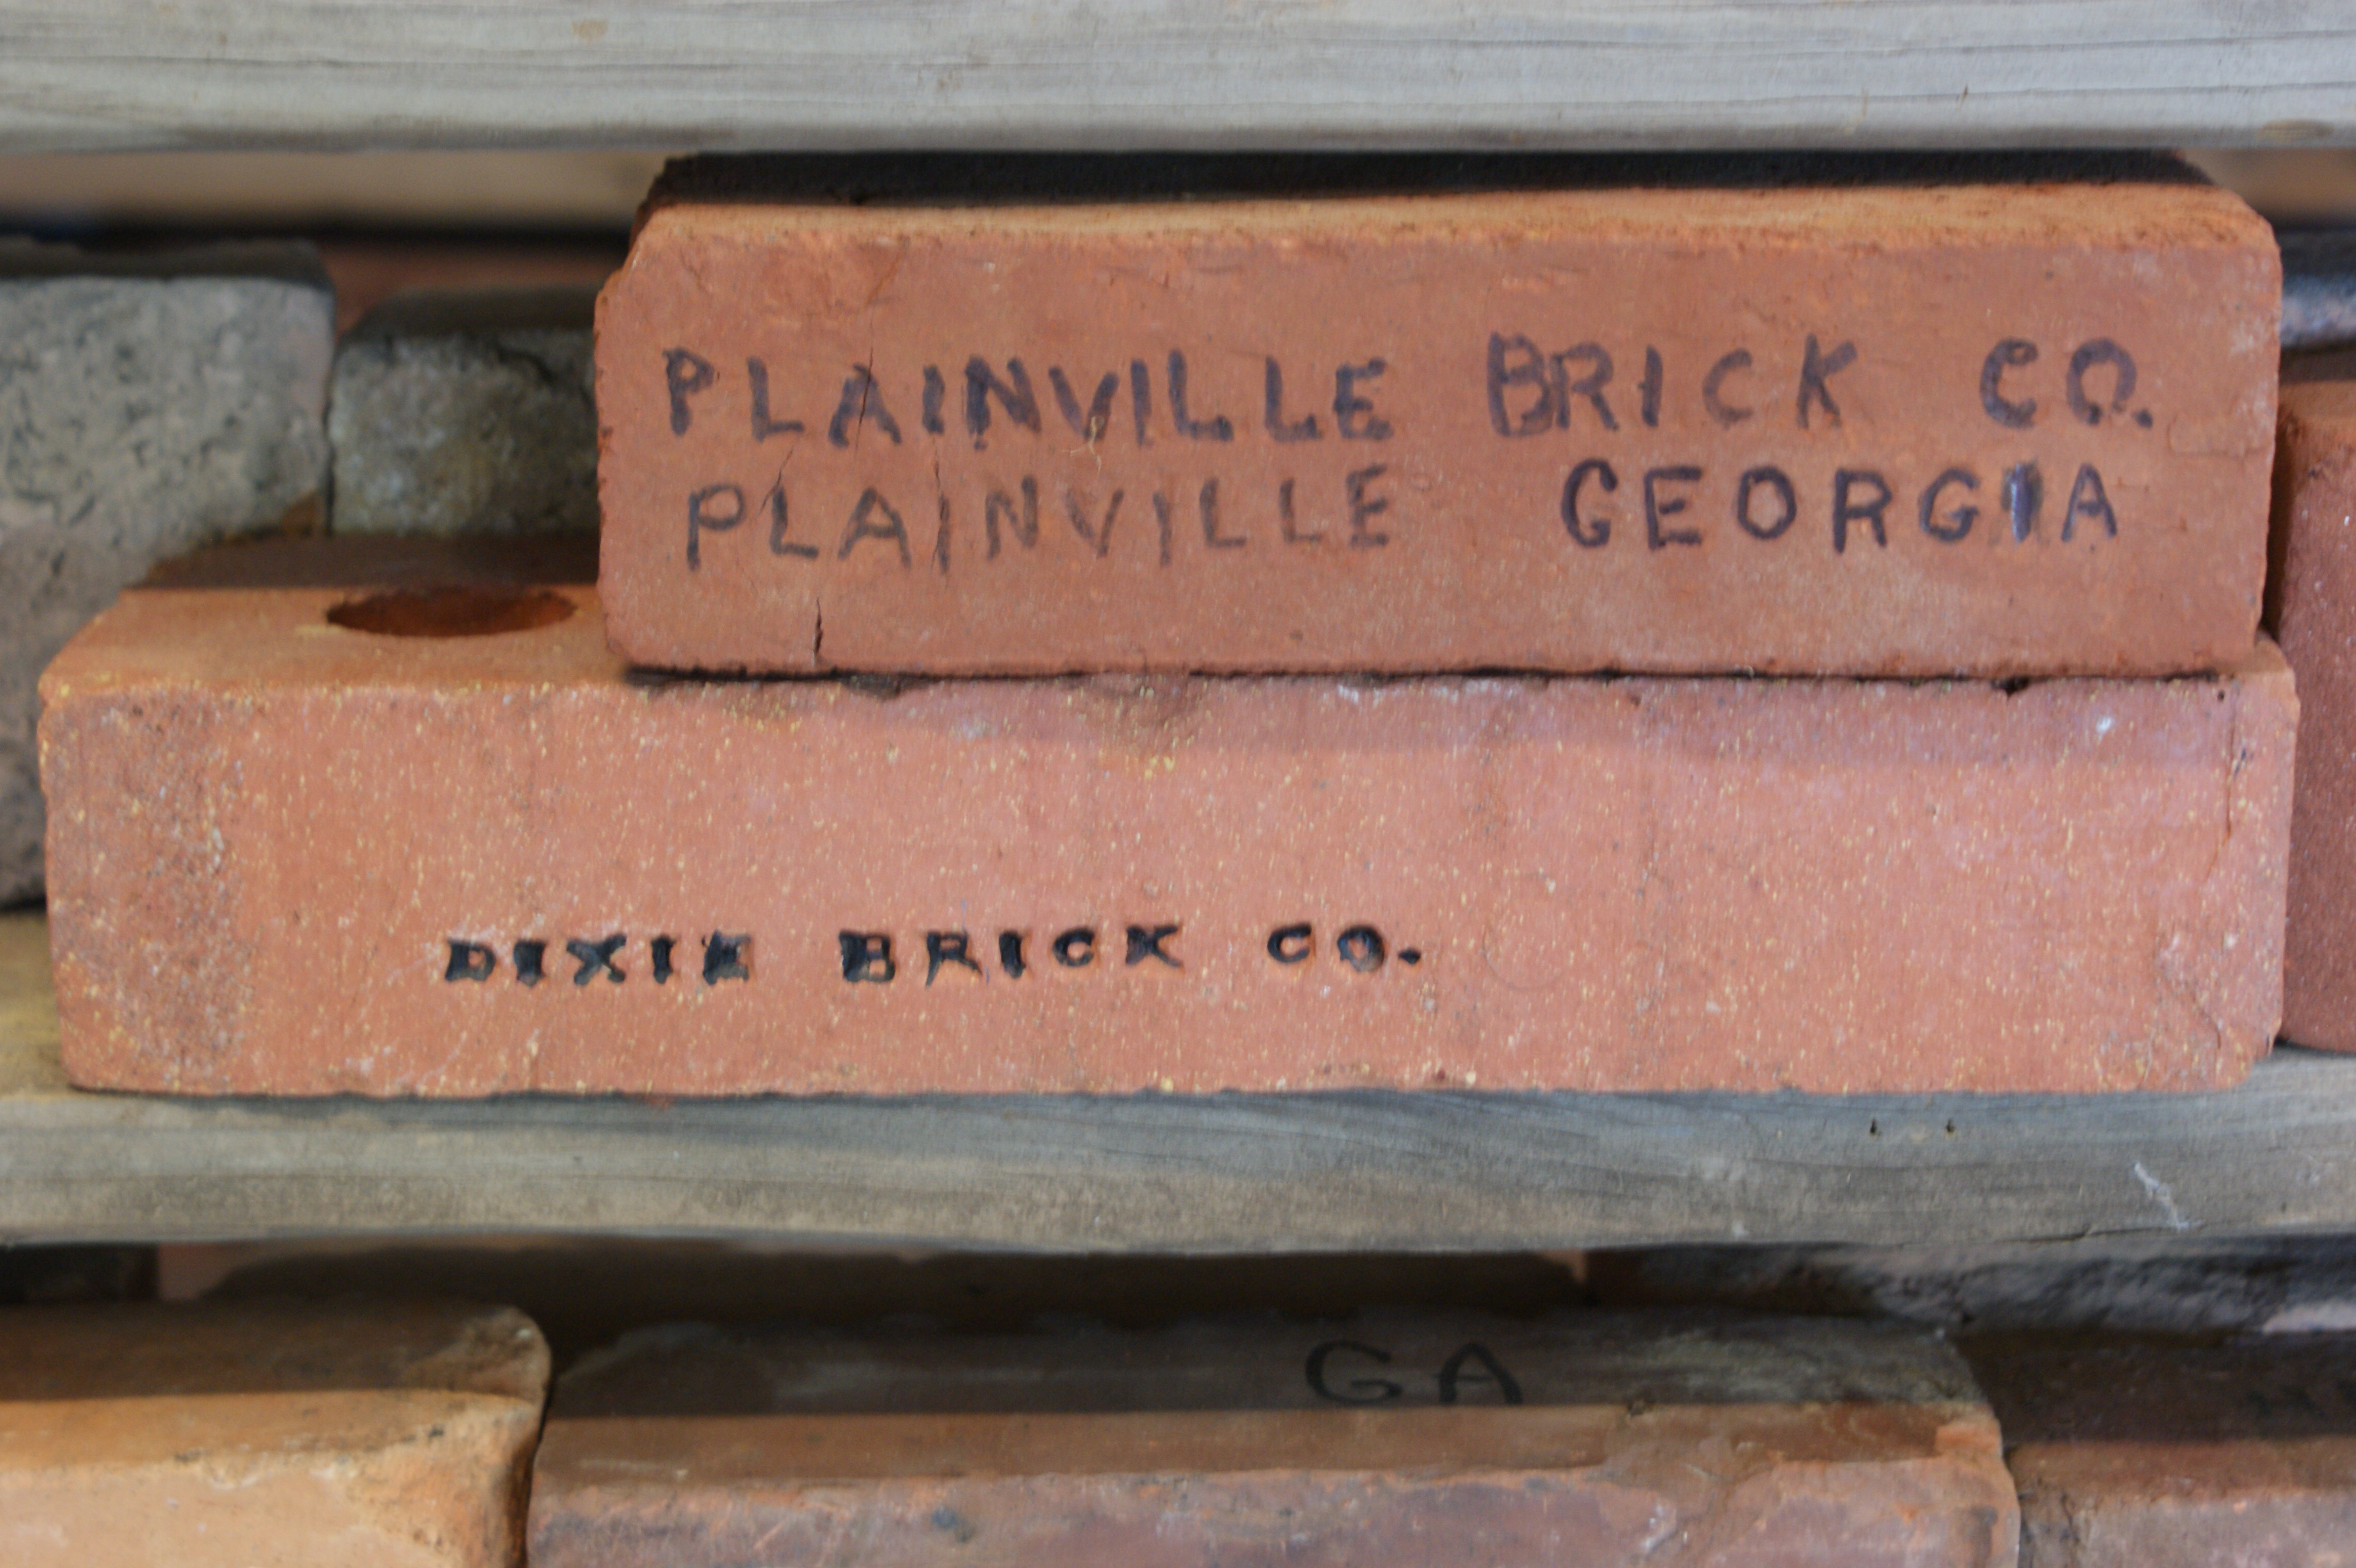 PLAINVILLE BRICK CO.
PLAINVILLE GEORGIA
DIXIE BRICK CO.
GA